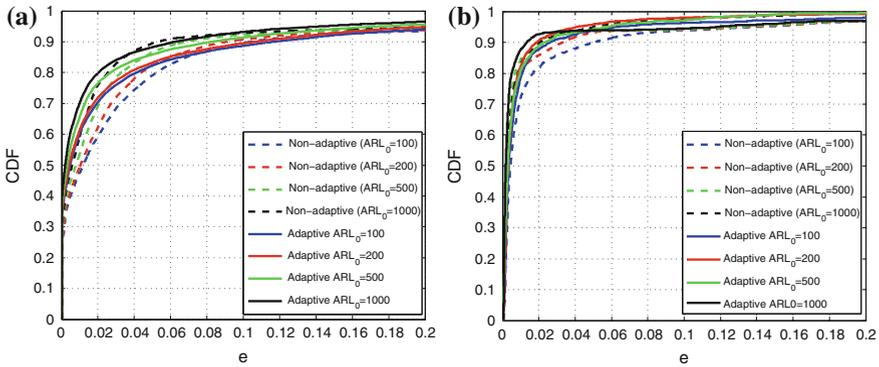 (a)
1
0.9
0.8
0.7
0.6
0.5
0.4
0.3
0.2
0.1
0
CDF
0 0.02 0.04 0.06 0.08 0.1 0.12 0.14 0.16 0.18 0.2
e
Non-adaptive (ARL0=100)
Non-adaptive (ARL0=200)
Non-adaptive (ARL0=500)
Non-adaptive (ARL0=1000)
Adaptive ARL0=100
Adaptive ARL0=200
Adaptive ARL0=500
Adaptive ARL0=1000
(b)
1
0.9
0.8
0.7
0.6
0.5
0.4
0.3
0.2
0.1
0
CDF
0 0.02 0.04 0.06 0.08 0.1 0.12 0.14 0.16 0.18 0.2
e
Non-adaptive (ARL0=100)
Non-adaptive (ARL0=200)
Non-adaptive (ARL0=500)
Non-adaptive (ARL0=1000)
Adaptive ARL0=100
Adaptive ARL0=200
Adaptive ARL0=500
Adaptive ARL0=1000